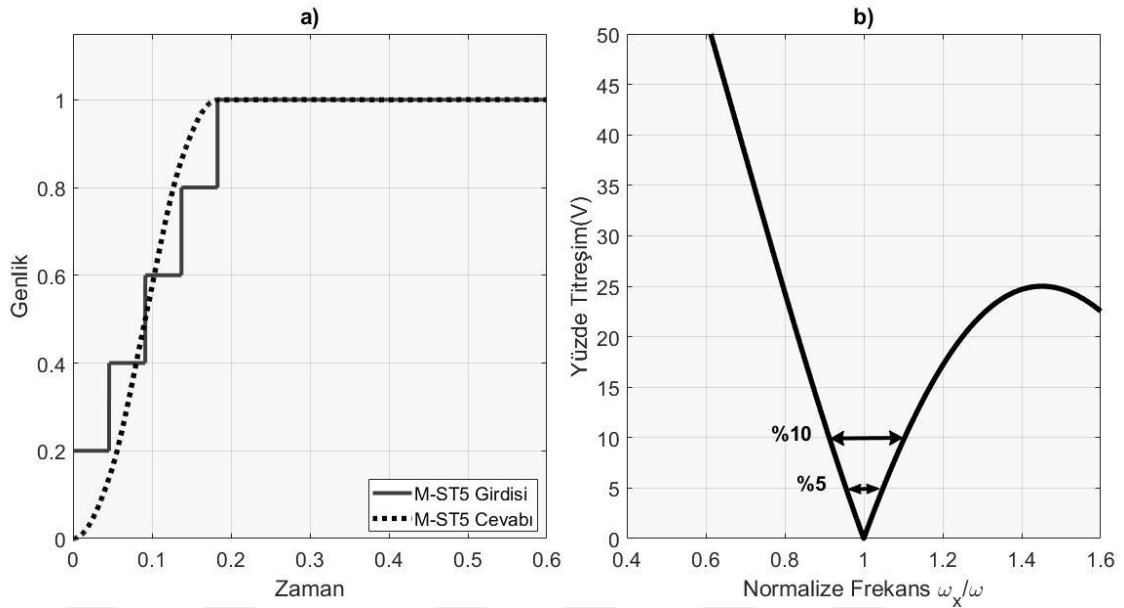 a)
Genlik
1
0.8
0.6
0.4
0.2
0
0 0.1 0.2 0.3 0.4 0.5 0.6
Zaman
M-ST5 Girdisi
M-ST5 Cevabı
b)
Yüzde Titreşim(V)
50
45
40
35
30
25
20
15
10
5
0
%10
%5
0.4 0.6 0.8 1 1.2 1.4 1.6
Normalize Frekans ωx/ω